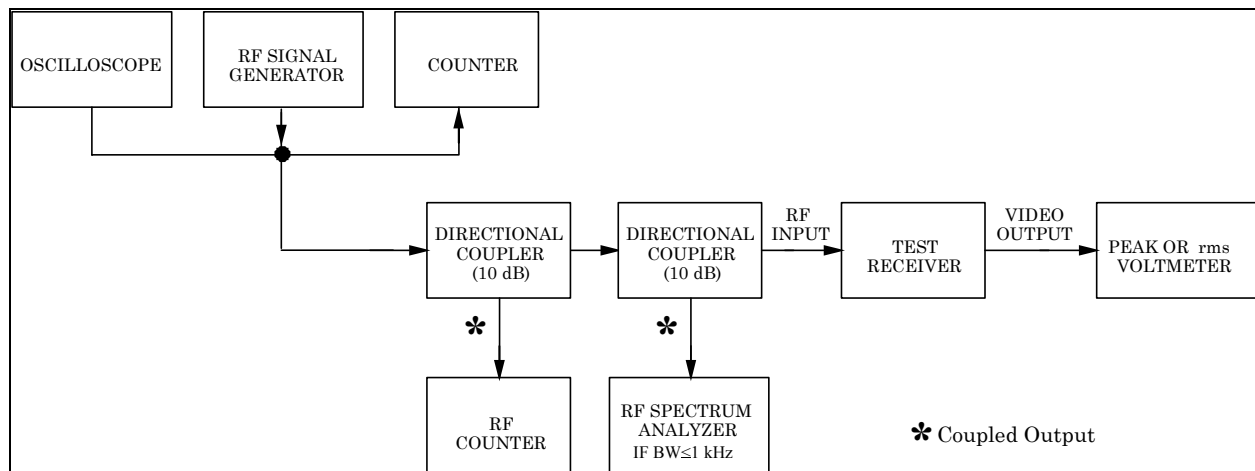 OSCILLOSCOPE
RF SIGNAL
GENERATOR
COUNTER
DIRECTIONAL
COUPLER
(10 dB)
DIRECTIONAL
COUPLER
(10 dB)
RF
INPUT
TEST
RECEIVER
VIDEO
OUTPUT
PEAK OR rms
VOLTMETER
*
*
RF
COUNTER
RF SPECTRUM
ANALYZER
IF BW≤1 kHz
* Coupled Output